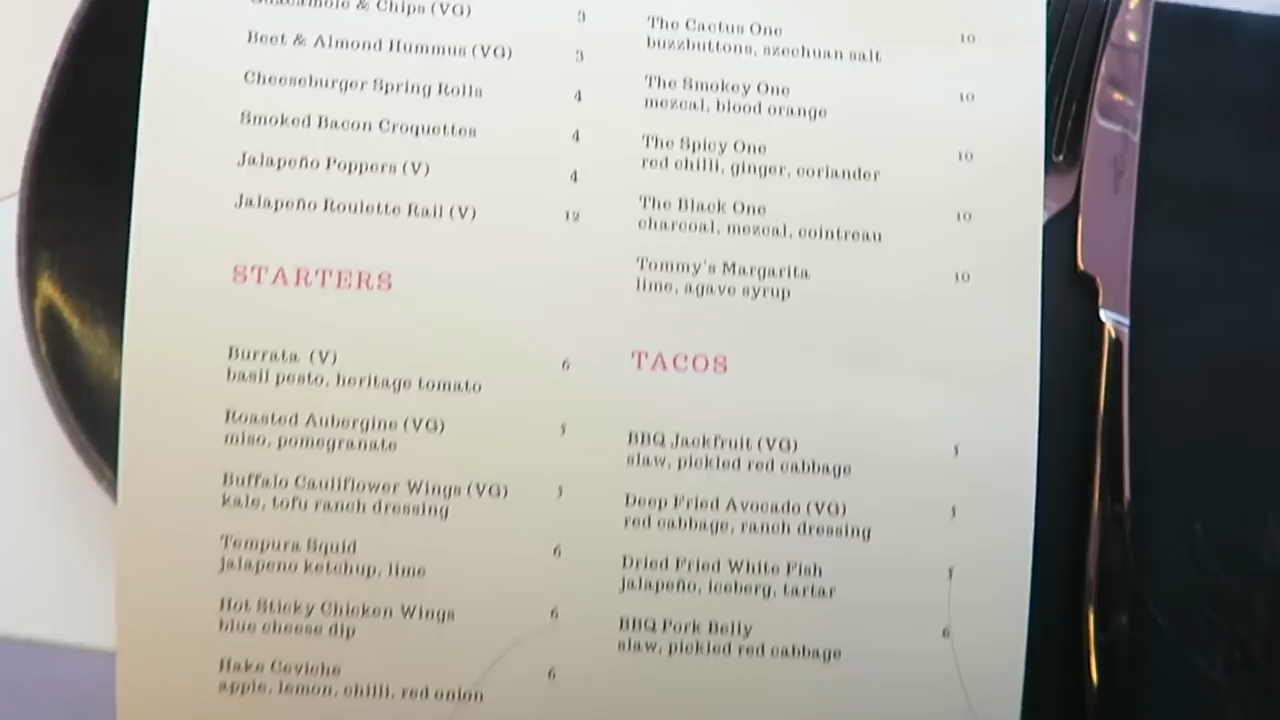 Guacamole & Chips (VG) 3
Beet & Almond Hummus (VG) 3
Cheeseburger Spring Rolls 4
Smoked Bacon Croquettes 4
Jalapeño Poppers (V) 4
Jalapeño Roulette Rail (V) 12
STARTERS
Burrata (V) 6
basil pesto, heritage tomato
Roasted Aubergine (VG) 5
miso, pomegranate
Buffalo Cauliflower Wings (VG) 5
kale, tofu ranch dressing
Tempura Squid 6
jalapeno ketchup, lime
Hot Sticky Chicken Wings 6
blue cheese dip
Hake Ceviche 6
apple, lemon, chilli, red onion
The Cactus One 10
buzzbuttons, szechuan salt
The Smokey One 10
mezcal, blood orange
The Spicy One 10
red chilli, ginger, coriander
The Black One 10
charcoal, mezcal, cointreau
Tommy's Margarita 10
lime, agave syrup
TACOS
BBQ Jackfruit (VG) 5
slaw, pickled red cabbage
Deep Fried Avocado (VG) 5
red cabbage, ranch dressing
Dried Fried White Fish 5
jalapeño, iceberg, tartar
BBQ Pork Belly 6
slaw, pickled red cabbage